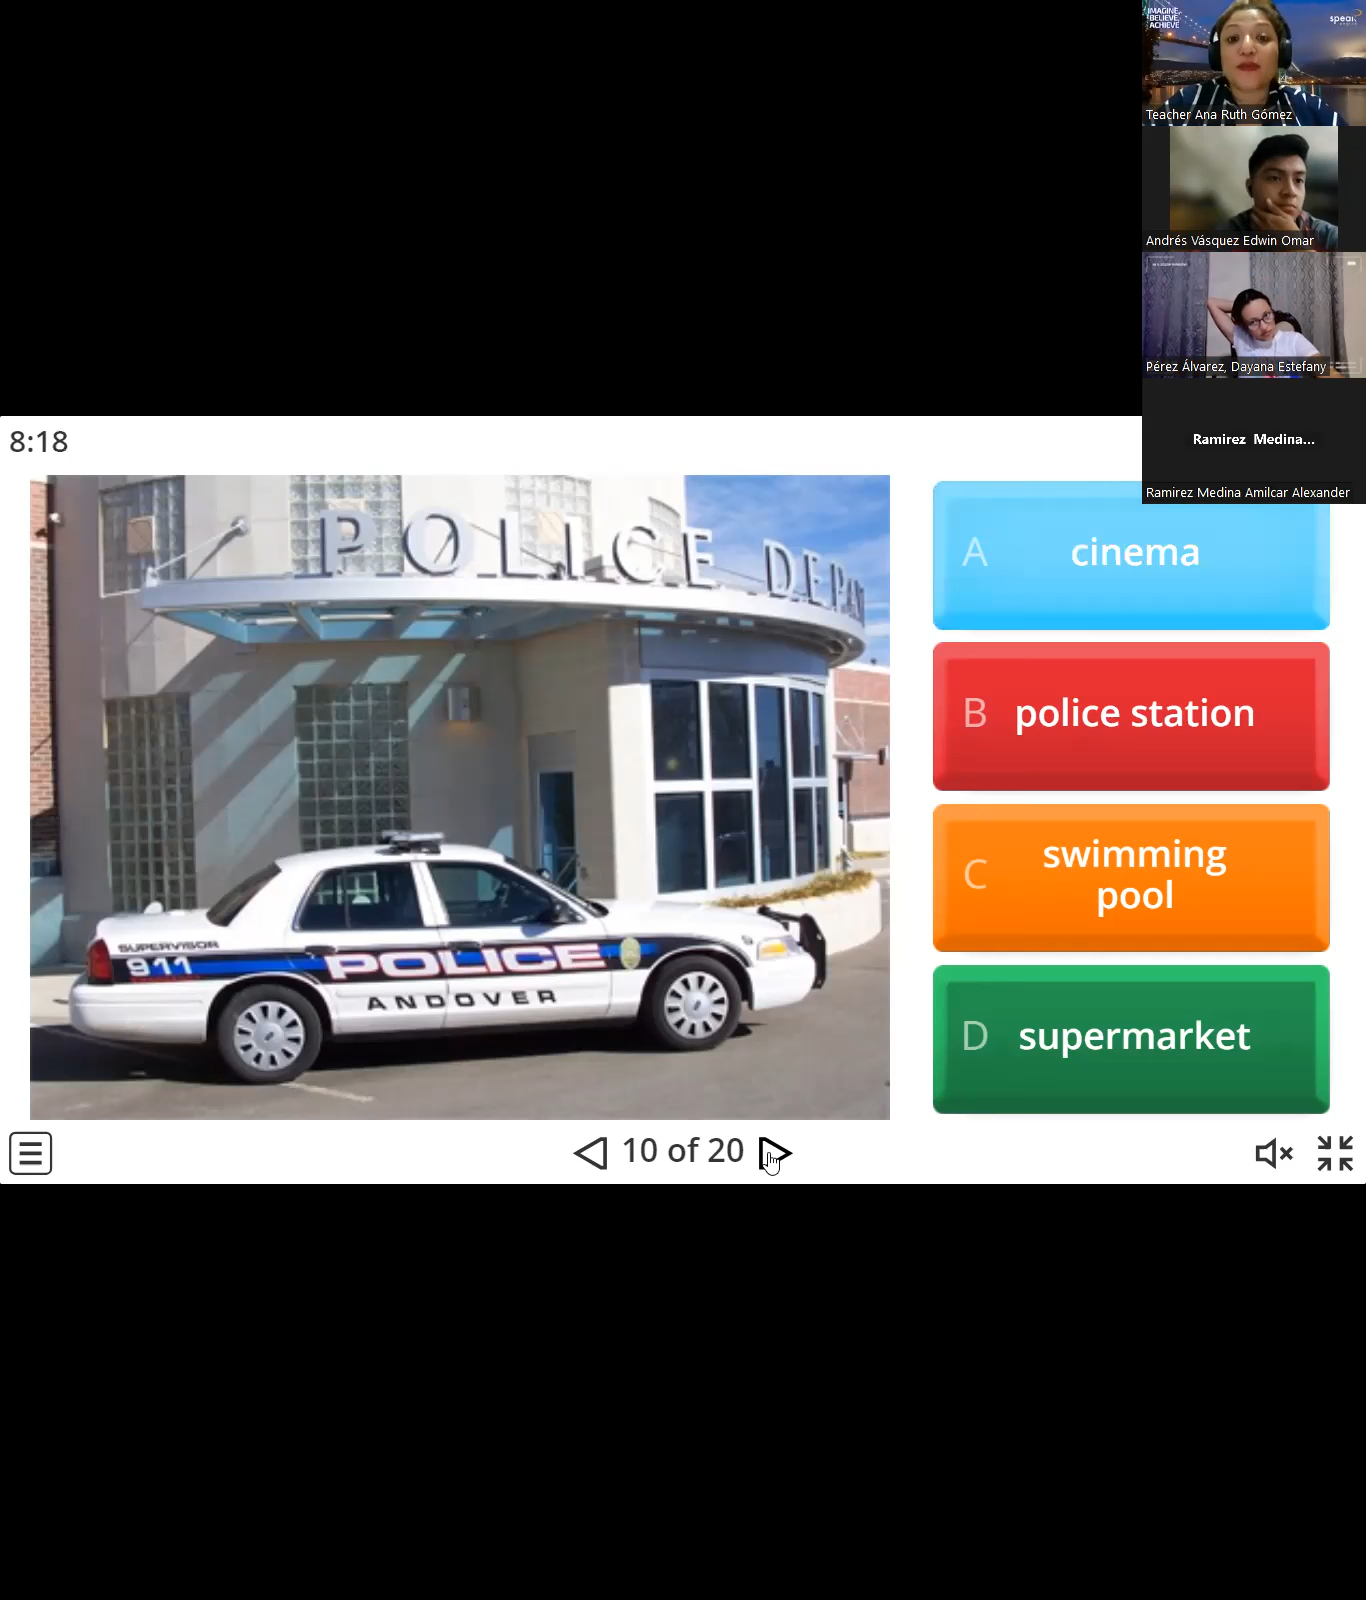 IMAGINE
BELIEVE
ACHIEVE
speak
Teacher Ana Ruth Gómez
Andrés Vásquez Edwin Omar
Pérez Álvarez, Dayana Estefany
Ramirez Medina...
Ramirez Medina Amilcar Alexander
8:18
POLICE DEPA
SUPERVISOR
911
POLICE
ANDOVER
A cinema
B police station
C swimming
pool
D supermarket
10 of 20